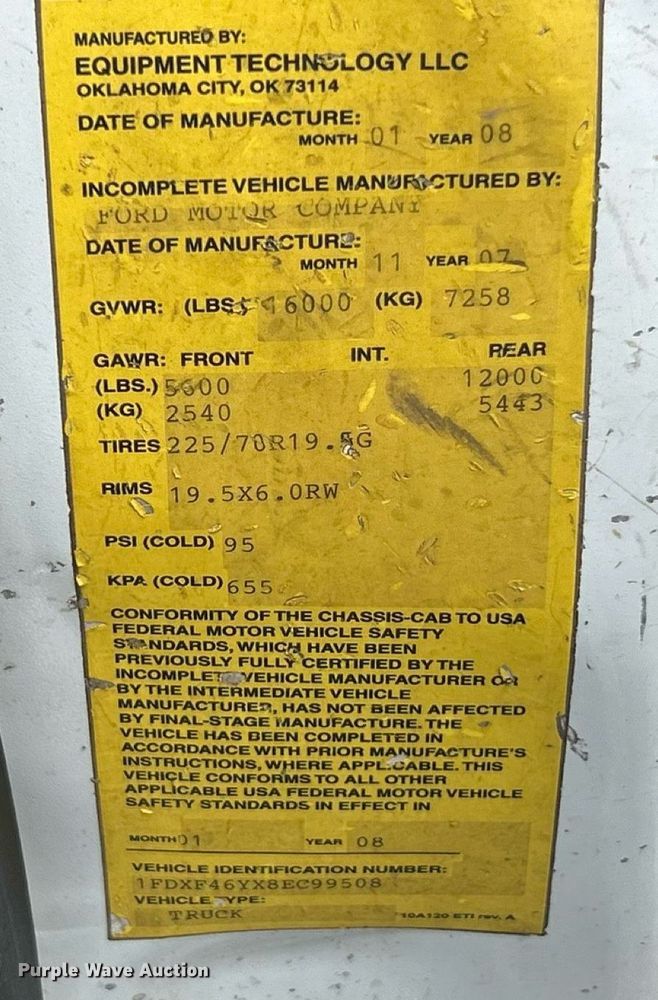 MANUFACTURED BY:
EQUIPMENT TECHNOLOGY LLC
OKLAHOMA CITY, OK 73114
DATE OF MANUFACTURE:
MONTH 01 YEAR 08
INCOMPLETE VEHICLE MANUFACTURED BY:
FORD MOTOR COMPANY
DATE OF MANUFACTURE:
MONTH 11 YEAR 07
GVWR: (LBS) 16000 (KG) 7258
GAWR: FRONT INT. REAR
(LBS.) 5600 12000
(KG) 2540 5443
TIRES 225/70R19.5G
RIMS 19.5X6.0RW
PSI (COLD) 95
KPA (COLD) 655
CONFORMITY OF THE CHASSIS-CAB TO USA
FEDERAL MOTOR VEHICLE SAFETY
STANDARDS, WHICH HAVE BEEN
PREVIOUSLY FULLY CERTIFIED BY THE
INCOMPLETE VEHICLE MANUFACTURER OR
BY THE INTERMEDIATE VEHICLE
MANUFACTURER, HAS NOT BEEN AFFECTED
BY FINAL-STAGE MANUFACTURE. THE
VEHICLE HAS BEEN COMPLETED IN
ACCORDANCE WITH PRIOR MANUFACTURE'S
INSTRUCTIONS, WHERE APPLICABLE. THIS
VEHICLE CONFORMS TO ALL OTHER
APPLICABLE USA FEDERAL MOTOR VEHICLE
SAFETY STANDARDS IN EFFECT IN
MONTH 01 YEAR 08
VEHICLE IDENTIFICATION NUMBER:
1FDXF46YX8EC99508
VEHICLE TYPE:
TRUCK
10A120 ETI rev. A
Purple Wave Auction